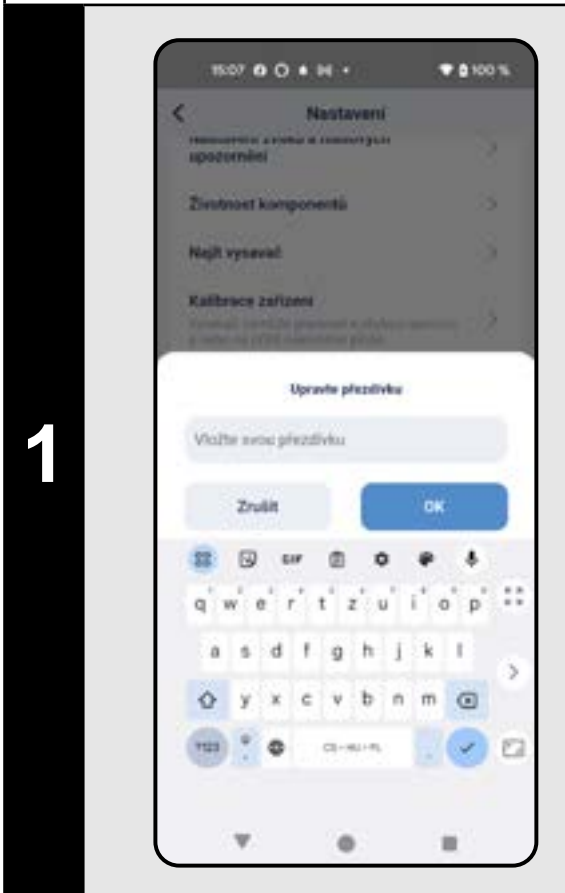 1
15:07 100 %
Nastavení
upozornění
Životnost komponentů
Najít vysavač
Kalibrace zařízení
Upravte přezdívku
Vložte svou přezdívku
Zrušit OK
GIF
q w e r t z u i o p
a s d f g h j k l
y x c v b n m
?123 , CS • HU • PL .